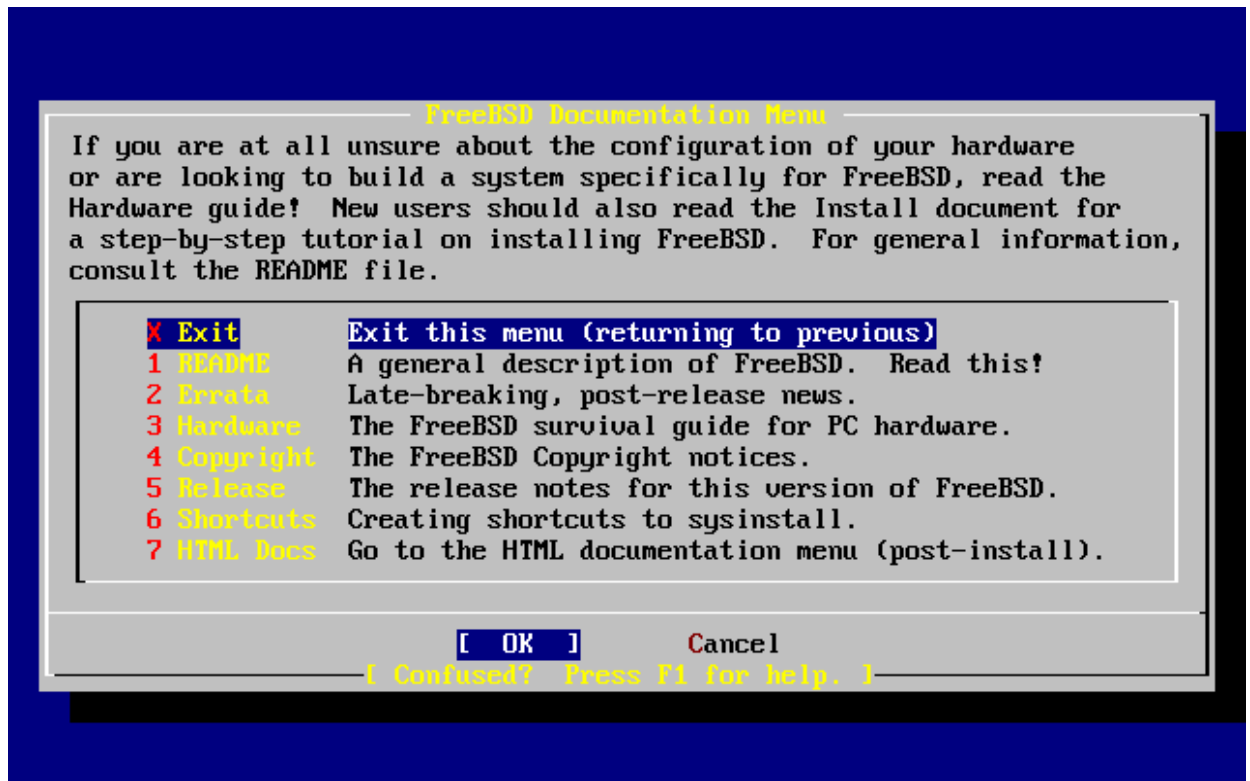 FreeBSD Documentation Menu
If you are at all unsure about the configuration of your hardware
or are looking to build a system specifically for FreeBSD, read the
Hardware guide!  New users should also read the Install document for
a step-by-step tutorial on installing FreeBSD.  For general information,
consult the README file.
X Exit Exit this menu (returning to previous)
1 README A general description of FreeBSD.  Read this!
2 Errata Late-breaking, post-release news.
3 Hardware The FreeBSD survival guide for PC hardware.
4 Copyright The FreeBSD Copyright notices.
5 Release The release notes for this version of FreeBSD.
6 Shortcuts Creating shortcuts to sysinstall.
7 HTML Docs Go to the HTML documentation menu (post-install).
[  OK  ] Cancel
[ Confused?  Press F1 for help. ]